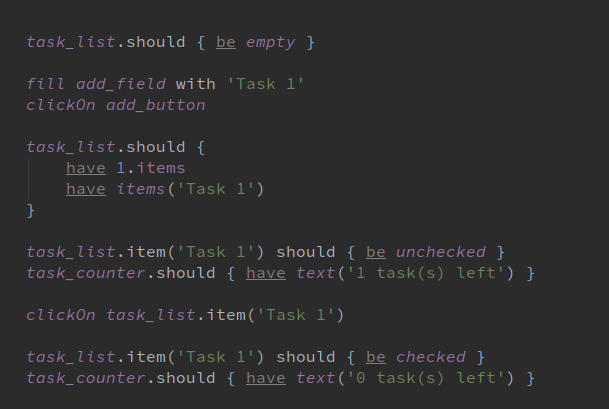 task_list.should { be empty }
fill add_field with 'Task 1'
clickOn add_button
task_list.should {
have 1.items
have items('Task 1')
}
task_list.item('Task 1') should { be unchecked }
task_counter.should { have text('1 task(s) left') }
clickOn task_list.item('Task 1')
task_list.item('Task 1') should { be checked }
task_counter.should { have text('0 task(s) left') }